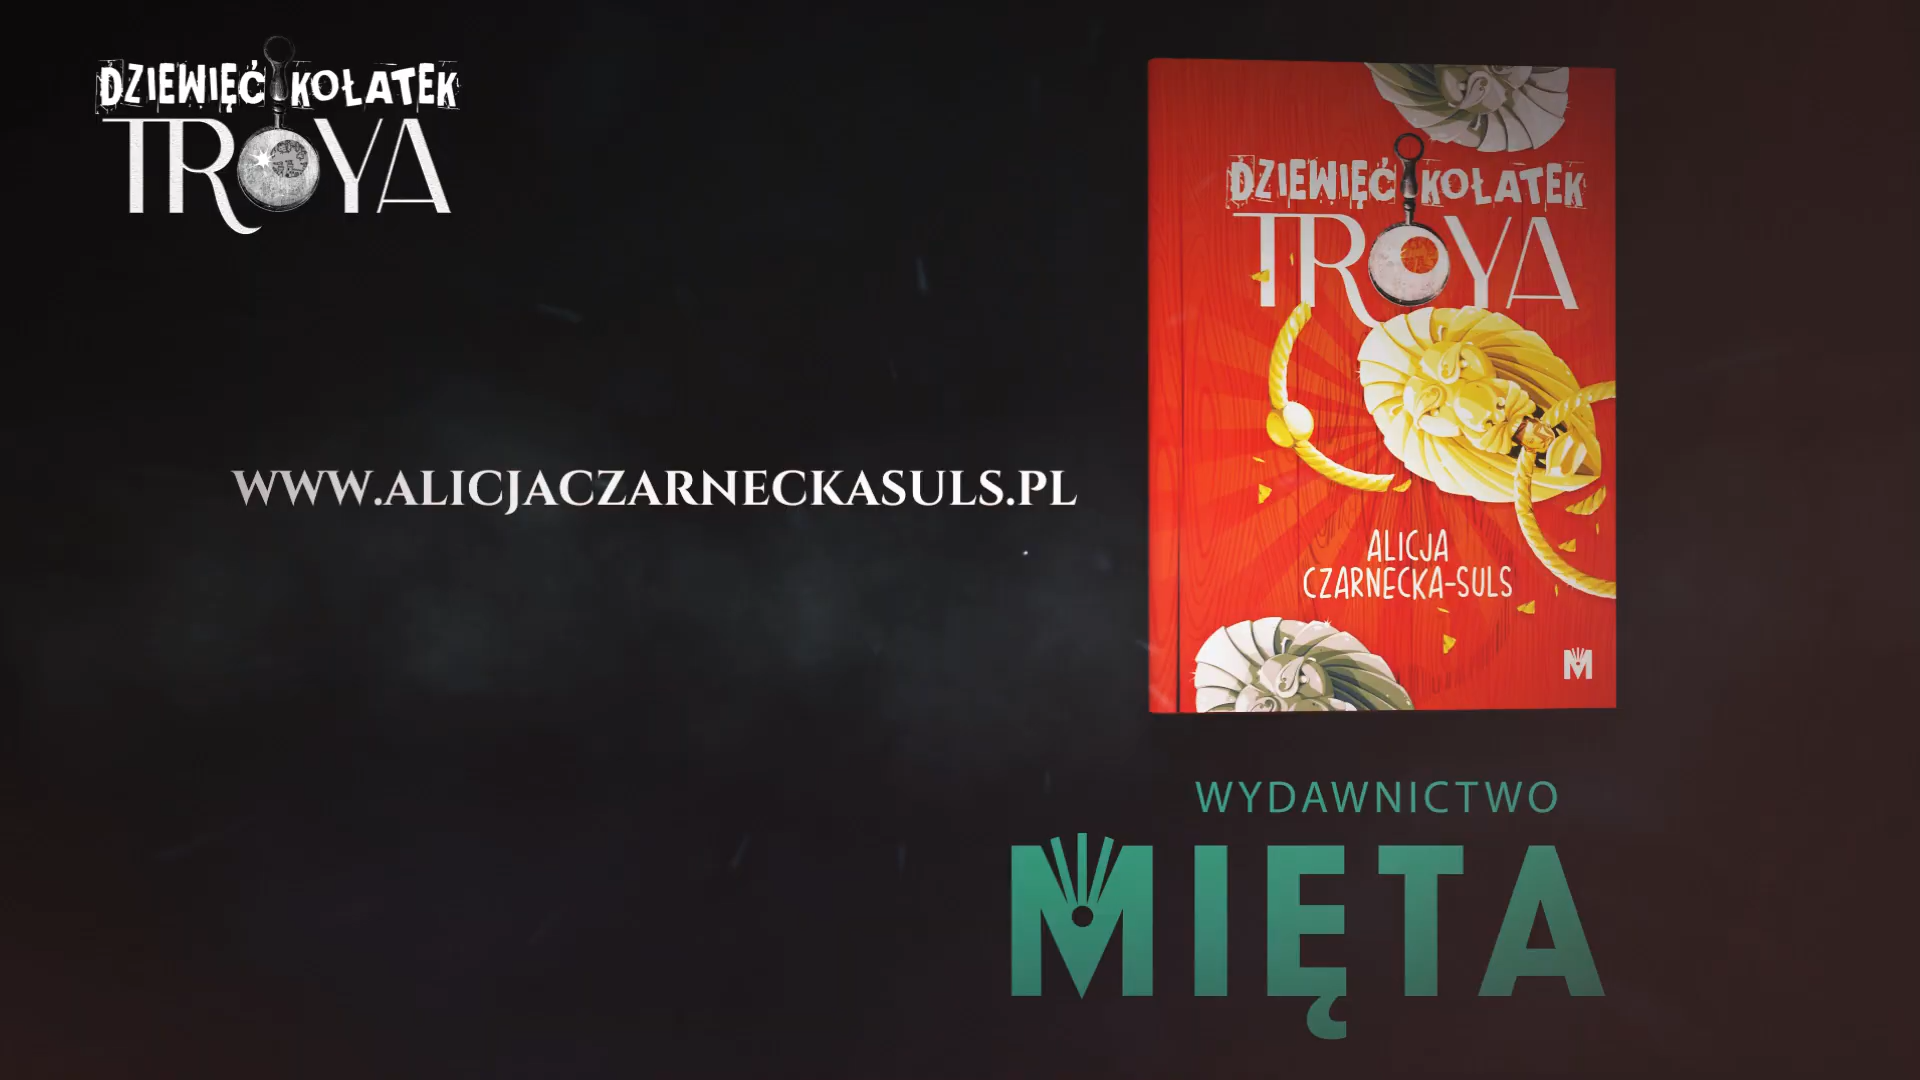 DZIEWIĘĆ KOŁATEK
TROYA
WWW.ALICJACZARNECKASULS.PL
DZIEWIĘĆ KOŁATEK
TROYA
ALICJA
CZARNECKA-SULS
M
WYDAWNICTWO
MIĘTA